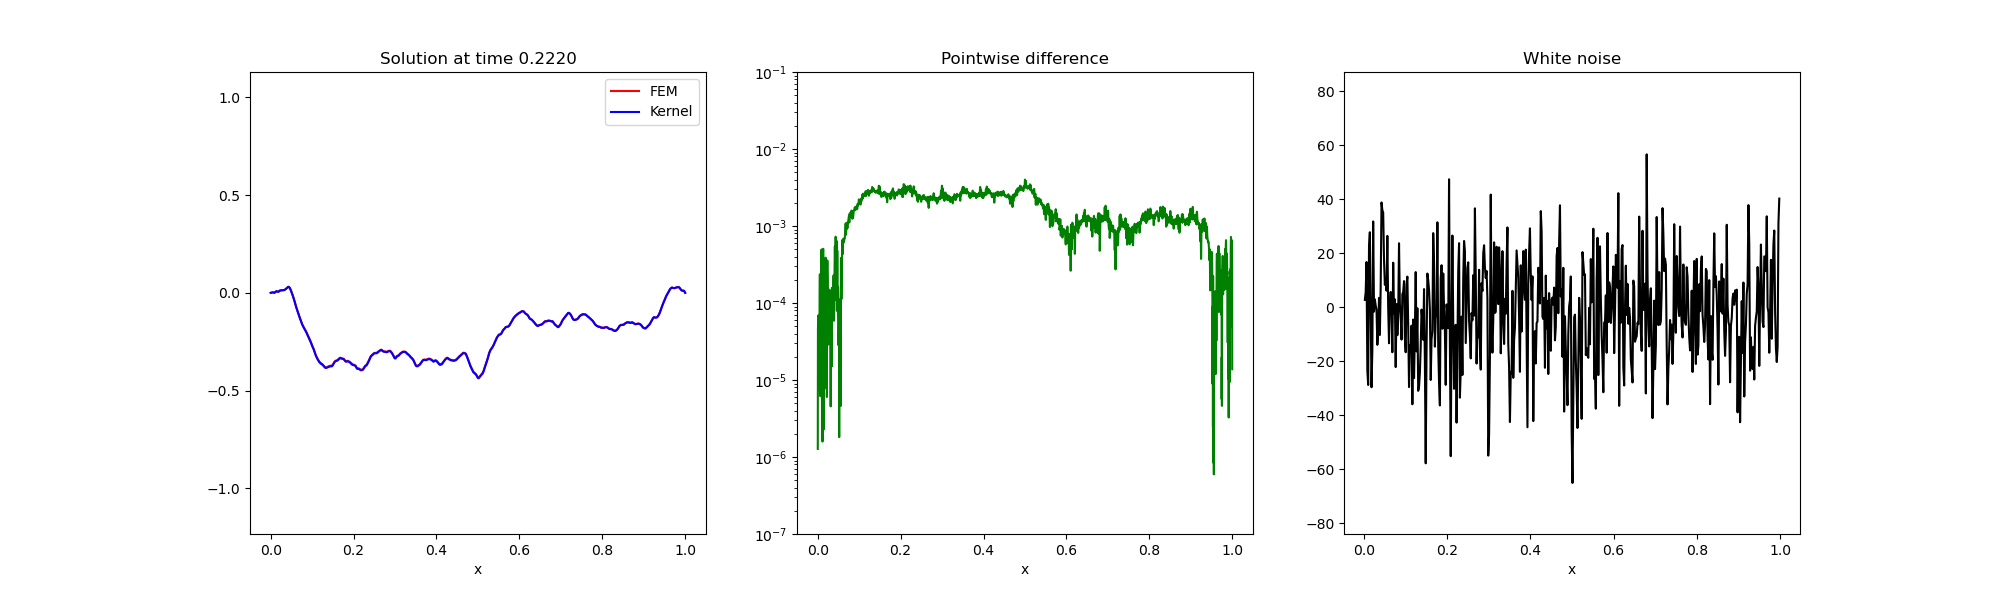 Solution at time 0.2220
1.0
0.5
0.0
−0.5
−1.0
FEM
Kernel
0.0 0.2 0.4 0.6 0.8 1.0
x
Pointwise difference
10⁻¹
10⁻²
10⁻³
10⁻⁴
10⁻⁵
10⁻⁶
10⁻⁷
0.0 0.2 0.4 0.6 0.8 1.0
x
White noise
80
60
40
20
0
−20
−40
−60
−80
0.0 0.2 0.4 0.6 0.8 1.0
x